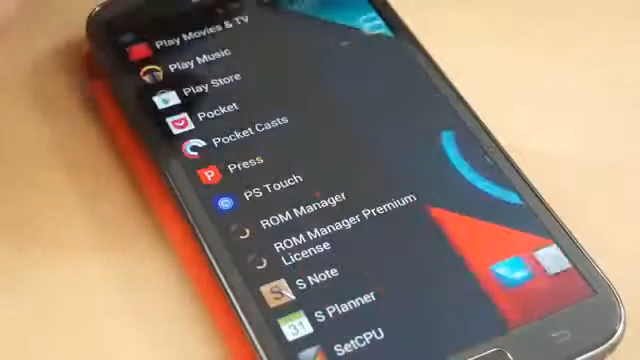 Play Movies & TV
Play Music
Play Store
Pocket
Pocket Casts
Press
PS Touch
ROM Manager
ROM Manager Premium
License
S Note
S Planner
31
SetCPU